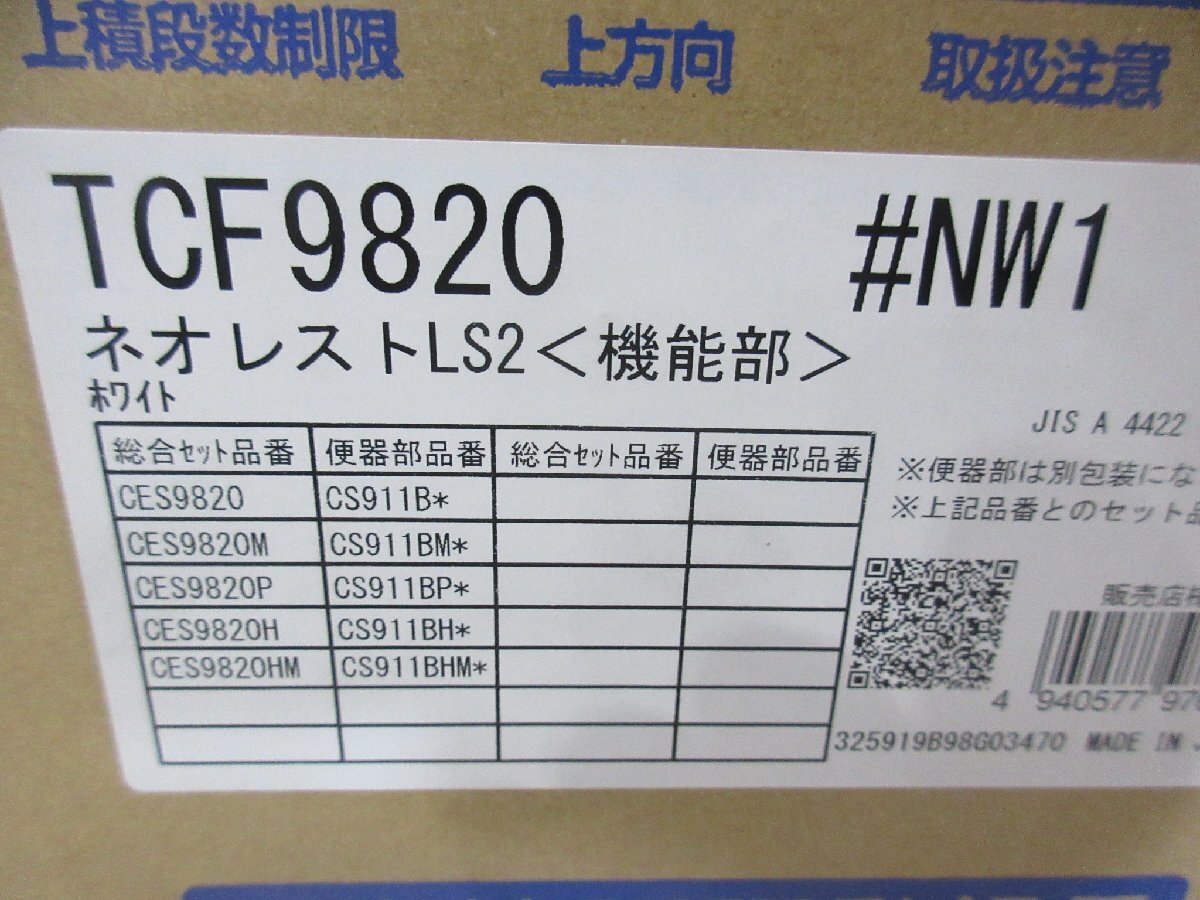 上積段数制限 上方向 取扱注意
TCF9820 #NW1
ネオレストLS2＜機能部＞
ホワイト
JIS A 4422
総合セット品番 便器部品番 総合セット品番 便器部品番
CES9820 CS911B*
CES9820M CS911BM*
CES9820P CS911BP*
CES9820H CS911BH*
CES9820HM CS911BHM*
※便器部は別包装にな
※上記品番とのセット品
販売店様
4 940577 970
325919B98G03470 MADE IN